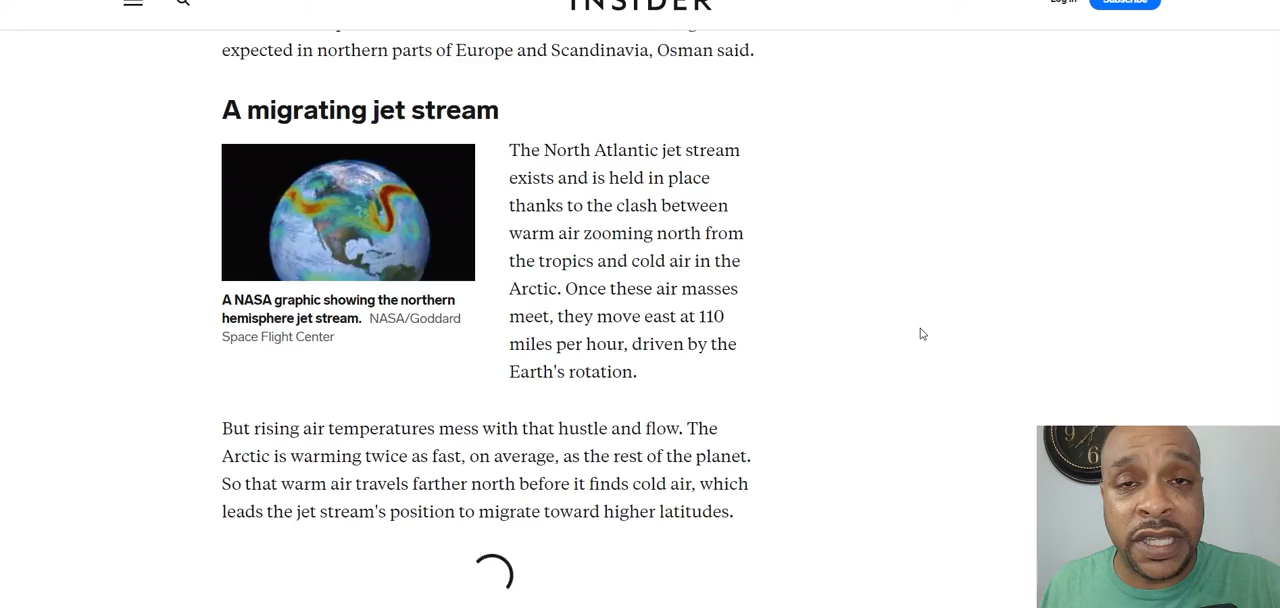 INSIDER
Log in
Subscribe
expected in northern parts of Europe and Scandinavia, Osman said.
A migrating jet stream
The North Atlantic jet stream
exists and is held in place
thanks to the clash between
warm air zooming north from
the tropics and cold air in the
Arctic. Once these air masses
meet, they move east at 110
miles per hour, driven by the
Earth's rotation.
A NASA graphic showing the northern
hemisphere jet stream. NASA/Goddard
Space Flight Center
But rising air temperatures mess with that hustle and flow. The
Arctic is warming twice as fast, on average, as the rest of the planet.
So that warm air travels farther north before it finds cold air, which
leads the jet stream's position to migrate toward higher latitudes.
9
6